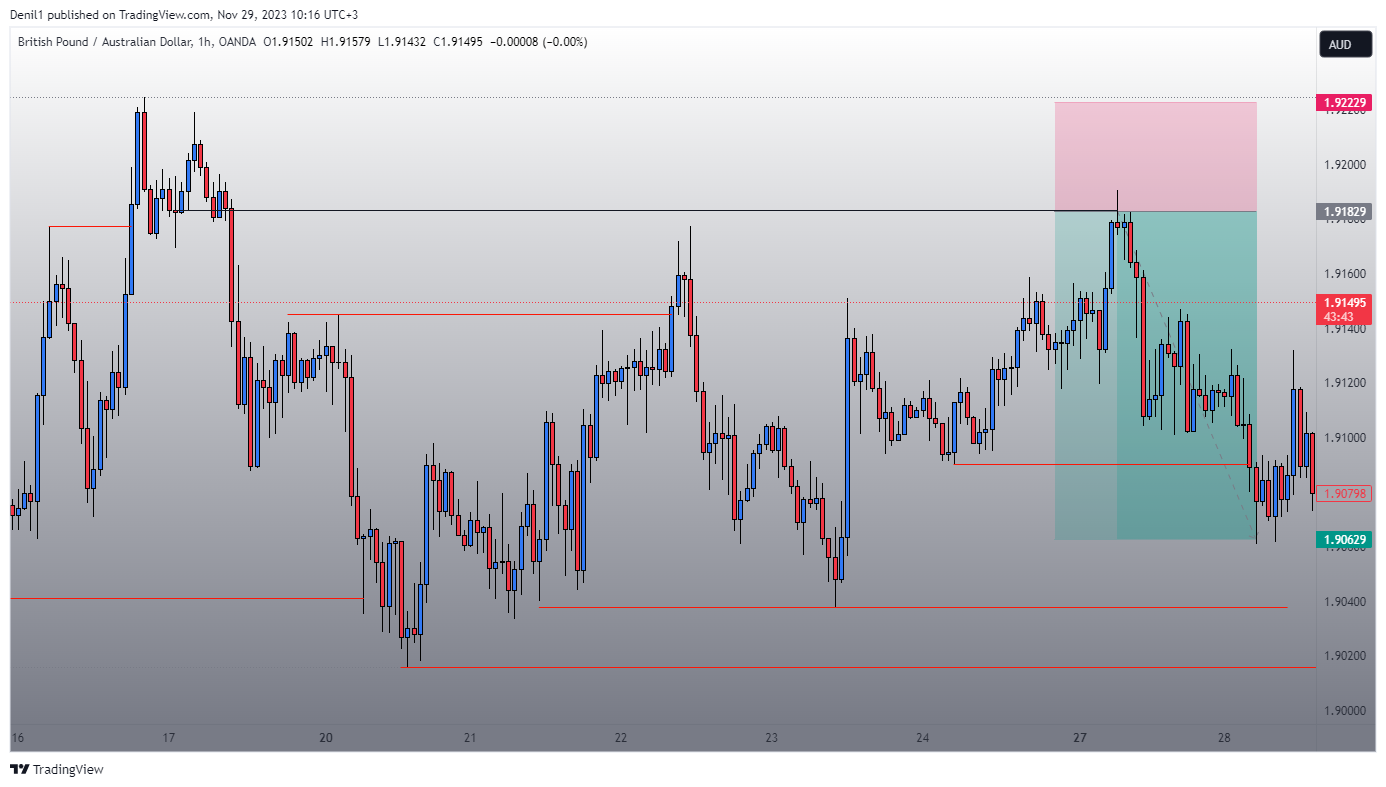 Denil1 published on TradingView.com, Nov 29, 2023 10:16 UTC+3
British Pound / Australian Dollar, 1h, OANDA O1.91502 H1.91579 L1.91432 C1.91495 −0.00008 (−0.00%)
AUD
1.92229
1.92000
1.91829
1.91600
1.91495
43:43
1.91400
1.91200
1.91000
1.90798
1.90629
1.90400
1.90200
1.90000
16 17 20 21 22 23 24 27 28
TradingView